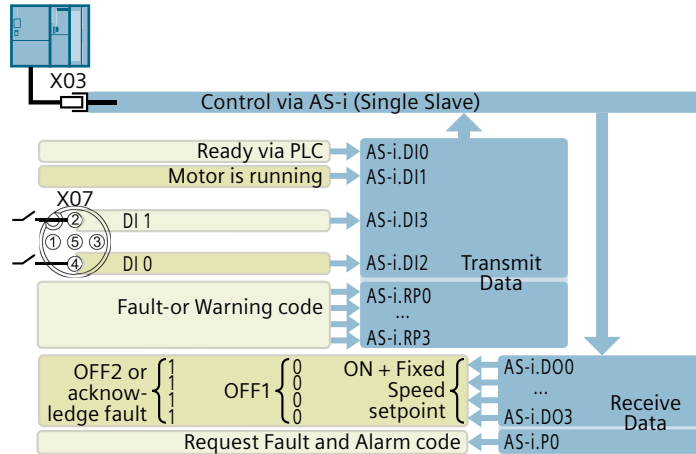 X03
Control via AS-i (Single Slave)
Ready via PLC
AS-i.DI0
Motor is running
AS-i.DI1
X07
② DI 1
AS-i.DI3
① ⑤ ③
④ DI 0
AS-i.DI2
Transmit
Data
Fault-or Warning code
AS-i.RP0
...
AS-i.RP3
OFF2 or
acknow-
ledge fault
1
1
1
1
OFF1
0
0
0
0
ON + Fixed
Speed
setpoint
AS-i.DO0
...
AS-i.DO3
Receive
Data
Request Fault and Alarm code
AS-i.P0